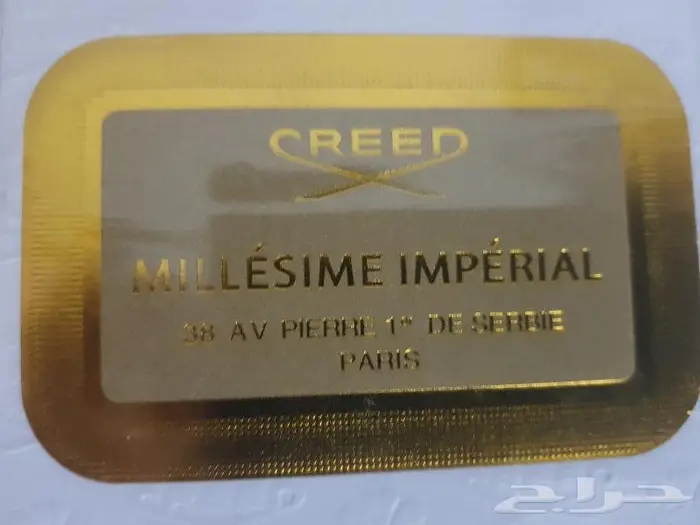 CREED
MILLÉSIME IMPÉRIAL
38 AV PIERRE 1er DE SERBIE
PARIS
حراج